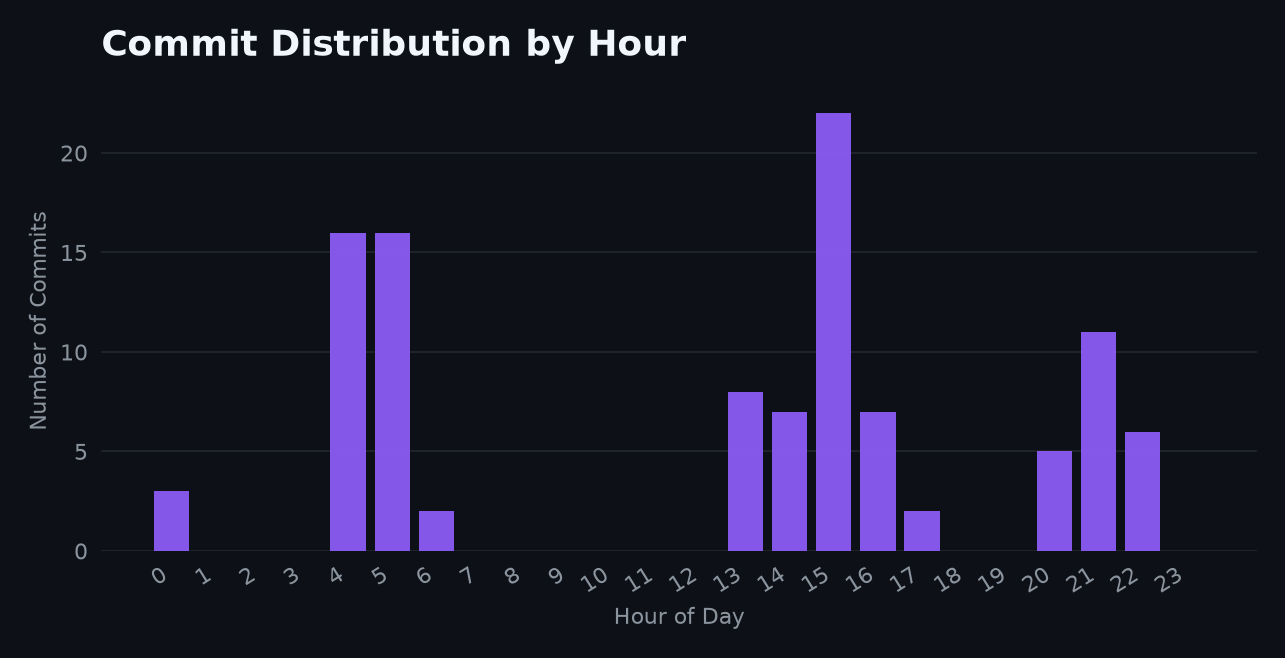 Commit Distribution by Hour
Number of Commits
20
15
10
5
0
0 1 2 3 4 5 6 7 8 9 10 11 12 13 14 15 16 17 18 19 20 21 22 23
Hour of Day